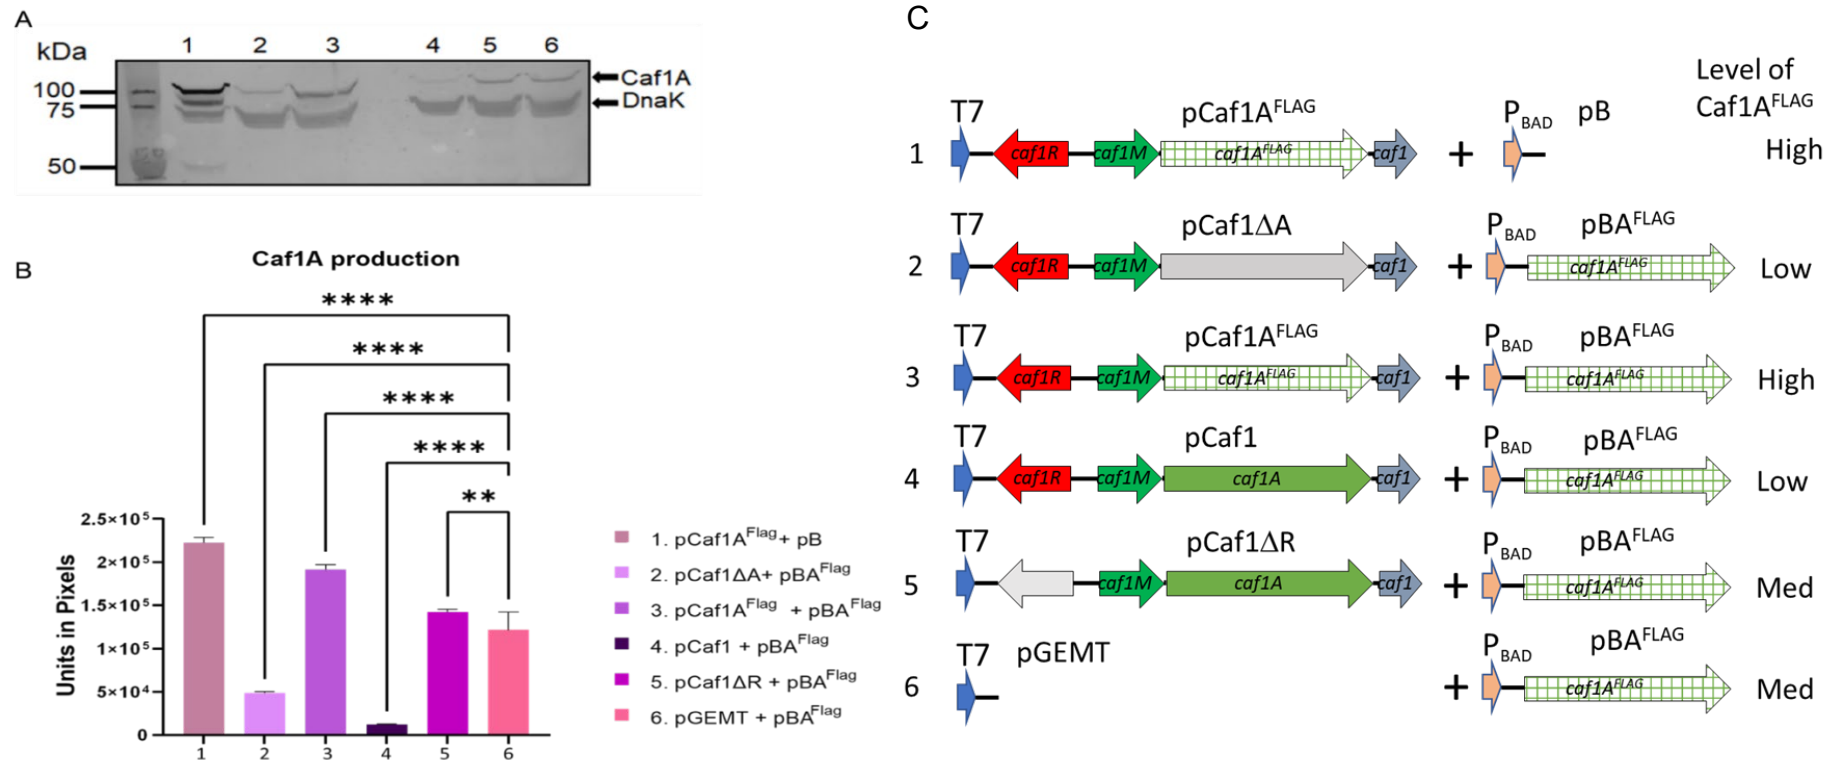 A
kDa
1 2 3 4 5 6
100
75
50
Caf1A
DnaK
B
Caf1A production
****
****
****
****
**
Units in Pixels
2.5×10⁵
2×10⁵
1.5×10⁵
1×10⁵
5×10⁴
0
1 2 3 4 5 6
1. pCaf1A^Flag + pB
2. pCaf1ΔA+ pBA^Flag
3. pCaf1A^Flag + pBA^Flag
4. pCaf1 + pBA^Flag
5. pCaf1ΔR + pBA^Flag
6. pGEMT + pBA^Flag
C
Level of
Caf1A^FLAG
T7 pCaf1A^FLAG P_BAD pB
1 caf1R caf1M caf1A^FLAG caf1 + High
T7 pCaf1ΔA P_BAD pBA^FLAG
2 caf1R caf1M caf1 + caf1A^FLAG Low
T7 pCaf1A^FLAG P_BAD pBA^FLAG
3 caf1R caf1M caf1A^FLAG caf1 + caf1A^FLAG High
T7 pCaf1 P_BAD pBA^FLAG
4 caf1R caf1M caf1A caf1 + caf1A^FLAG Low
T7 pCaf1ΔR P_BAD pBA^FLAG
5 caf1M caf1A caf1 + caf1A^FLAG Med
T7 pGEMT P_BAD pBA^FLAG
6 + caf1A^FLAG Med